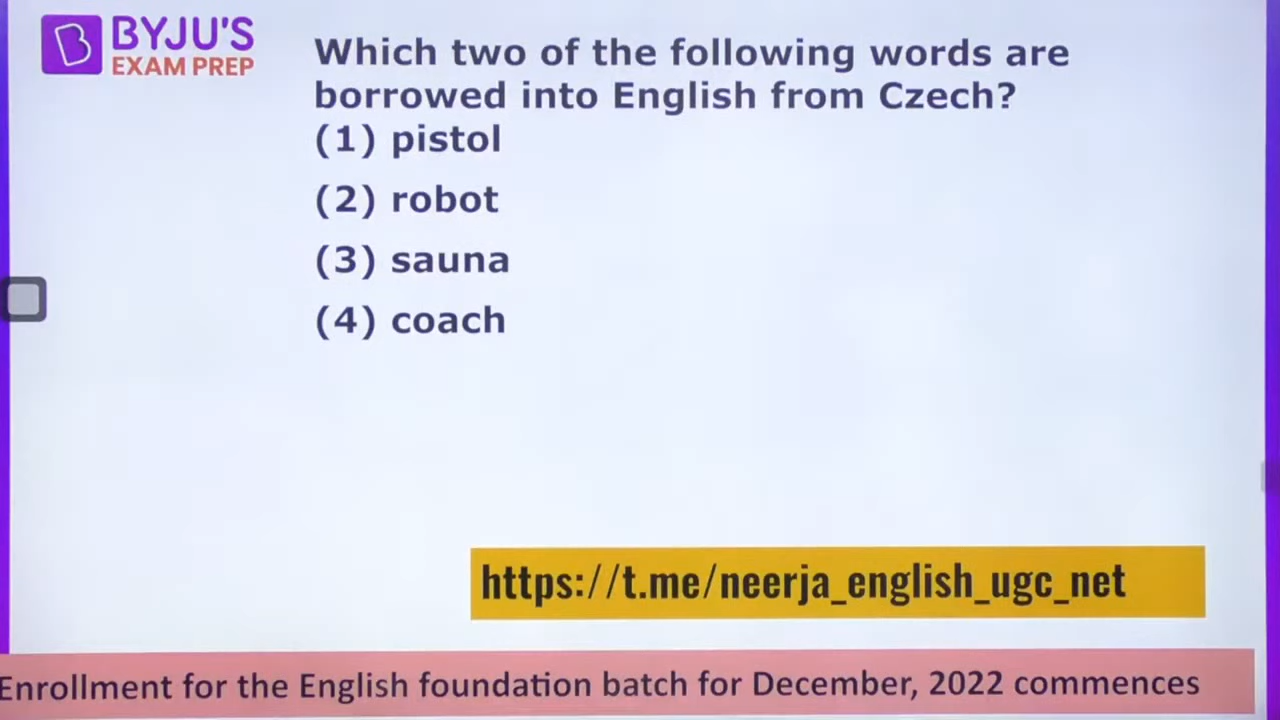 BYJU'S
EXAM PREP
Which two of the following words are
borrowed into English from Czech?
(1) pistol
(2) robot
(3) sauna
(4) coach
https://t.me/neerja_english_ugc_net
Enrollment for the English foundation batch for December, 2022 commences